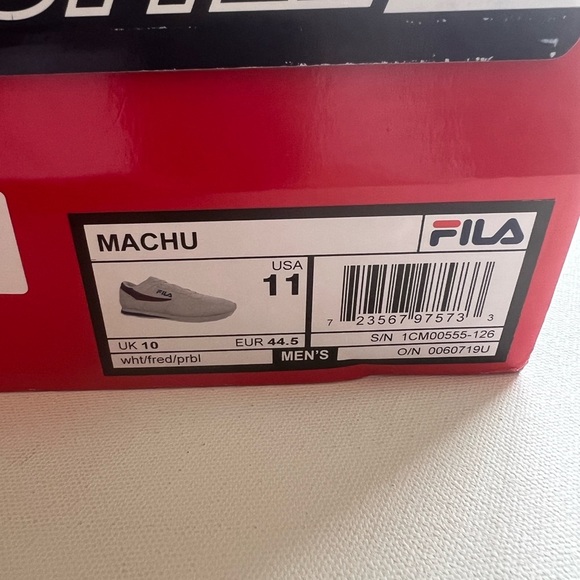 MACHU
FILA
FILA
USA
11
UK 10
EUR 44.5
wht/fred/prbl
MEN'S
7 23567 97573 3
S/N 1CM00555-126
O/N 0060719U